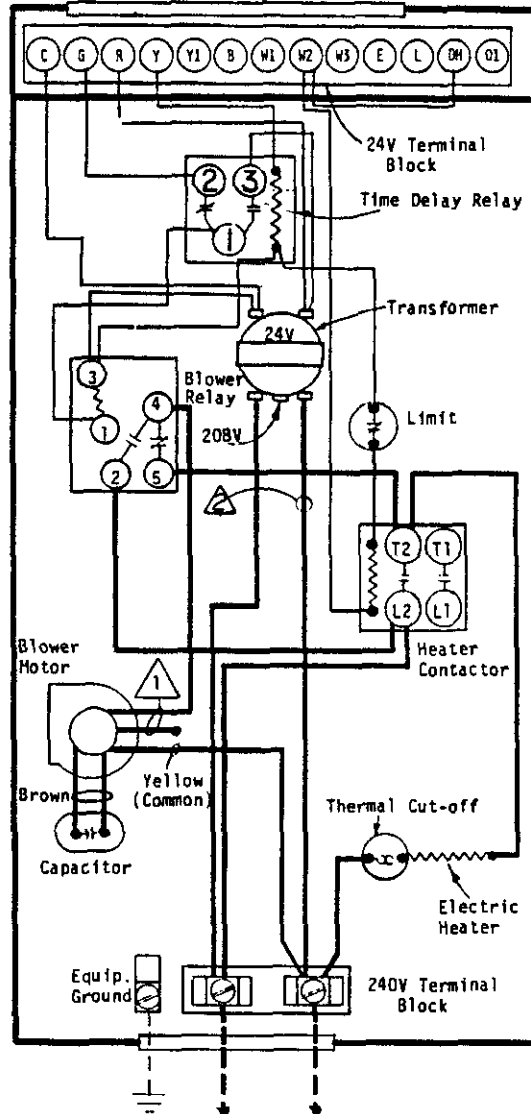 C G R Y Y1 B W1 W2 W3 E L DH O1
24V Terminal
Block
2 3
1
Time Delay Relay
Transformer
24V
3
Blower
Relay
4
1
208V
Limit
2 5
2
T2 T1
L2 L1
Heater
Contactor
Blower
Motor
1
Yellow
(Common)
Brown
Capacitor
Thermal Cut-off
Electric
Heater
Equip.
Ground
240V Terminal
Block